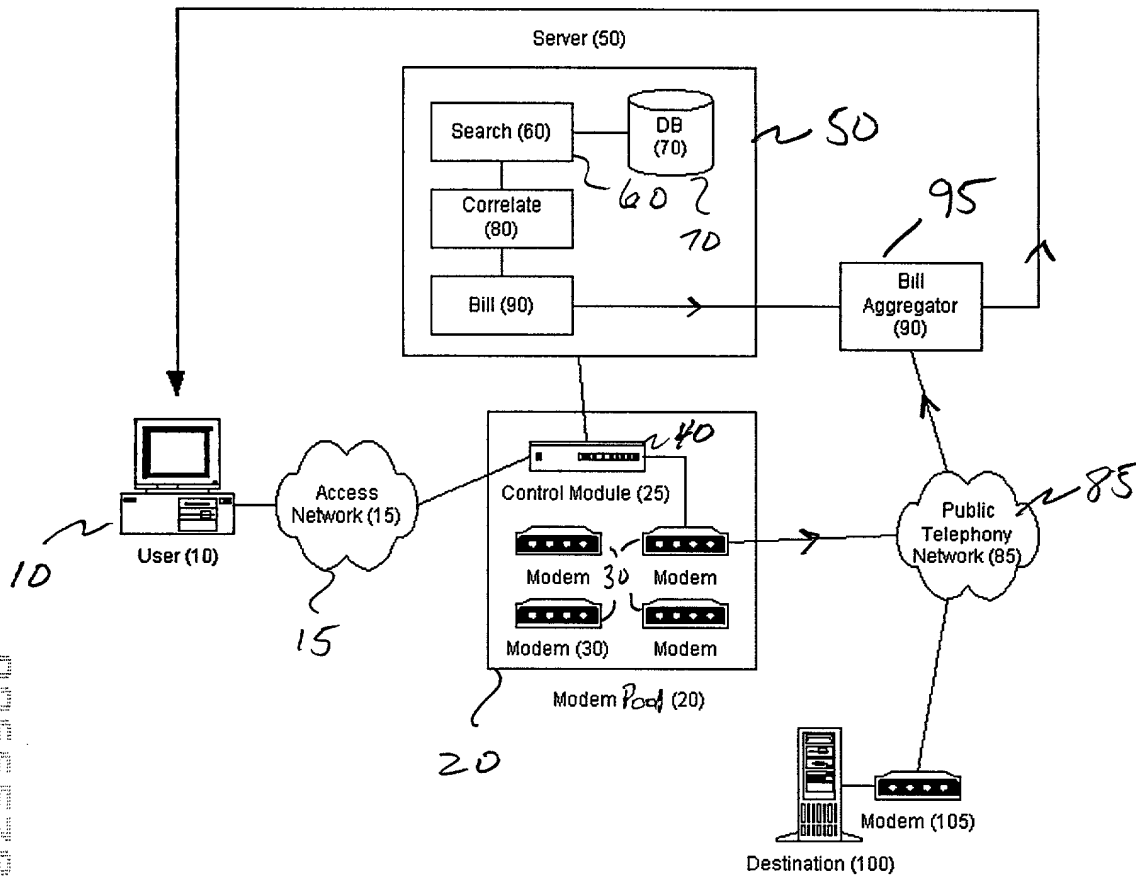 Server (50)
Search (60)
DB
(70)
50
60
70
Correlate
(80)
95
Bill (90)
Bill
Aggregator
(90)
40
Control Module (25)
Access
Network (15)
User (10)
10
15
85
Public
Telephony
Network (85)
Modem
30
Modem
Modem (30)
Modem
Modem Pool (20)
20
Modem (105)
Destination (100)